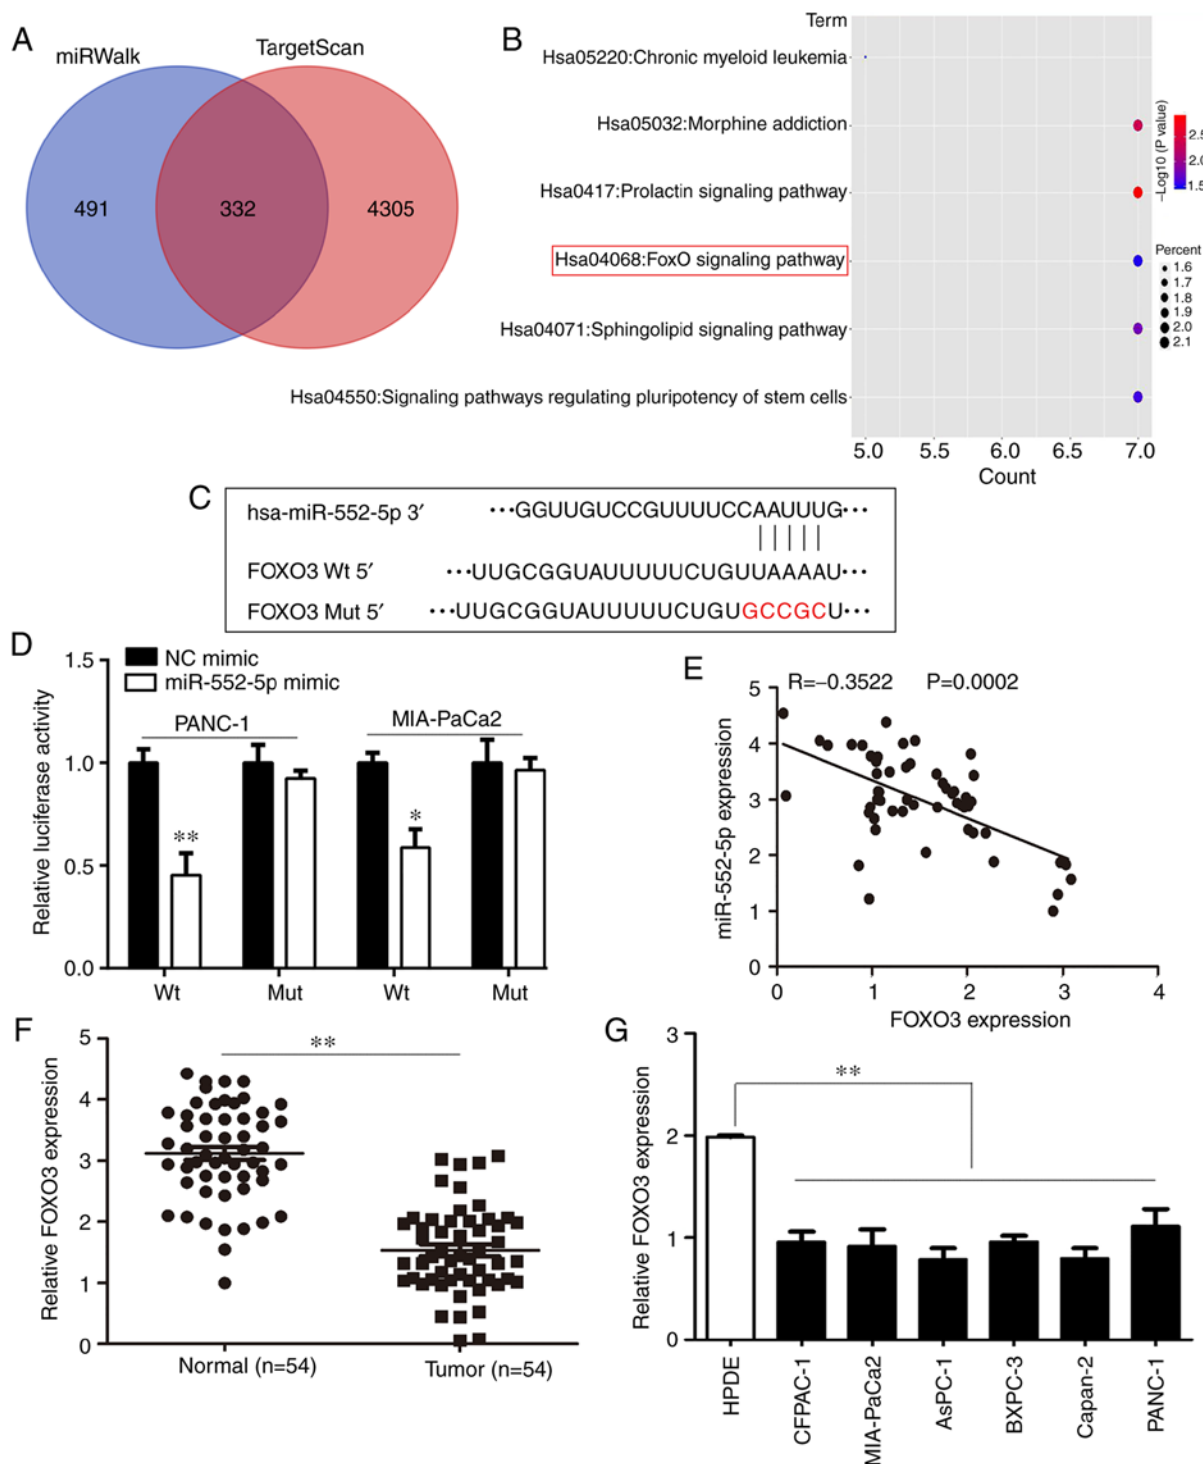 A
miRWalk
TargetScan
491
332
4305
B
Term
Hsa05220:Chronic myeloid leukemia
Hsa05032:Morphine addiction
Hsa0417:Prolactin signaling pathway
Hsa04068:FoxO signaling pathway
Hsa04071:Sphingolipid signaling pathway
Hsa04550:Signaling pathways regulating pluripotency of stem cells
5.0 5.5 6.0 6.5 7.0
Count
−Log10 (P value)
2.5
2.0
1.5
Percent
1.6
1.7
1.8
1.9
2.0
2.1
C
hsa-miR-552-5p 3′ ···GGUUGUCCGUUUUCCAAUUUG···
FOXO3 Wt 5′ ···UUGCGGUAUUUUUCUGUUAAAAU···
FOXO3 Mut 5′ ···UUGCGGUAUUUUUCUGUGCCGCU···
D
NC mimic
miR-552-5p mimic
PANC-1
MIA-PaCa2
Relative luciferase activity
1.5
1.0
0.5
0.0
**
*
Wt Mut Wt Mut
E
R=−0.3522 P=0.0002
miR-552-5p expression
5
4
3
2
1
0
0 1 2 3 4
FOXO3 expression
F
Relative FOXO3 expression
5
4
3
2
1
0
**
Normal (n=54) Tumor (n=54)
G
Relative FOXO3 expression
3
2
1
0
**
HPDE
CFPAC-1
MIA-PaCa2
AsPC-1
BXPC-3
Capan-2
PANC-1